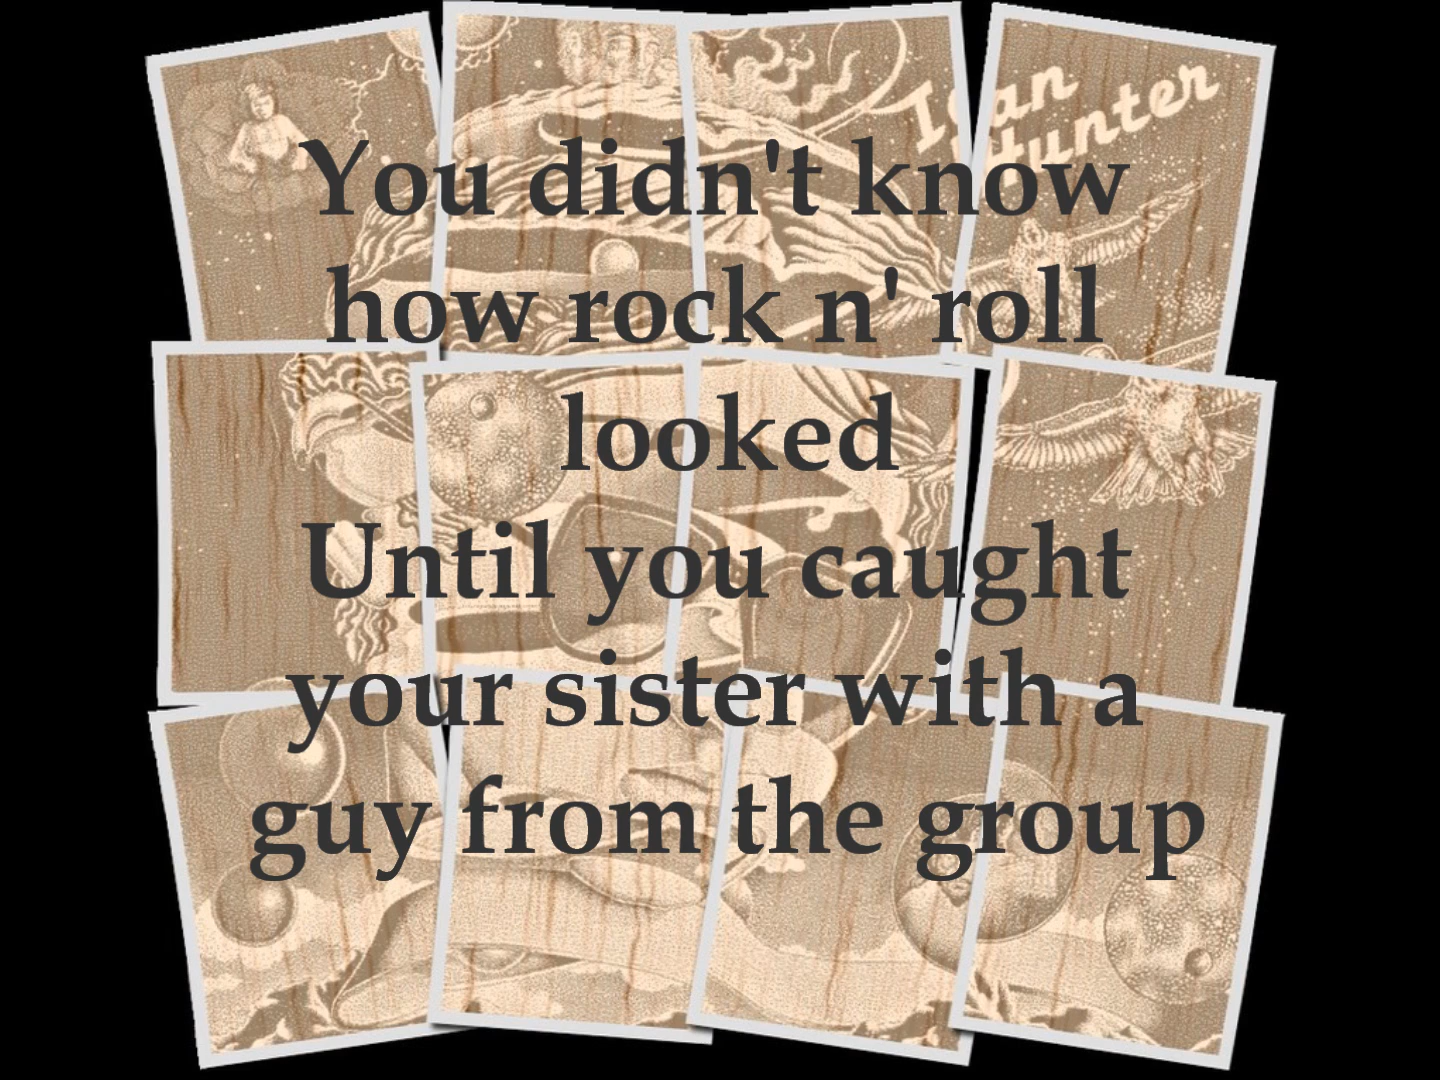 Ian
Hunter
You didn't know
how rock n' roll
looked
Until you caught
your sister with a
guy from the group